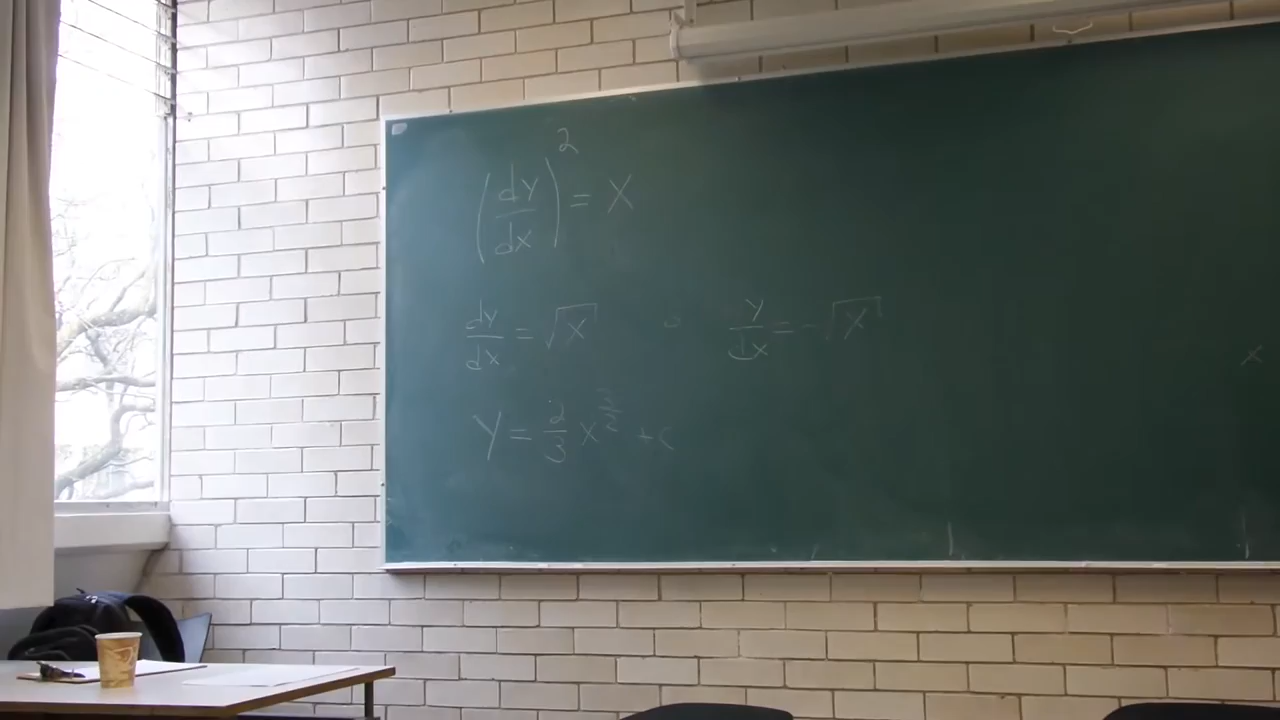 (dy/dx)² = x
dy/dx = √x o y/dx = -√x
y = 2/3 x^(3/2) + c
x